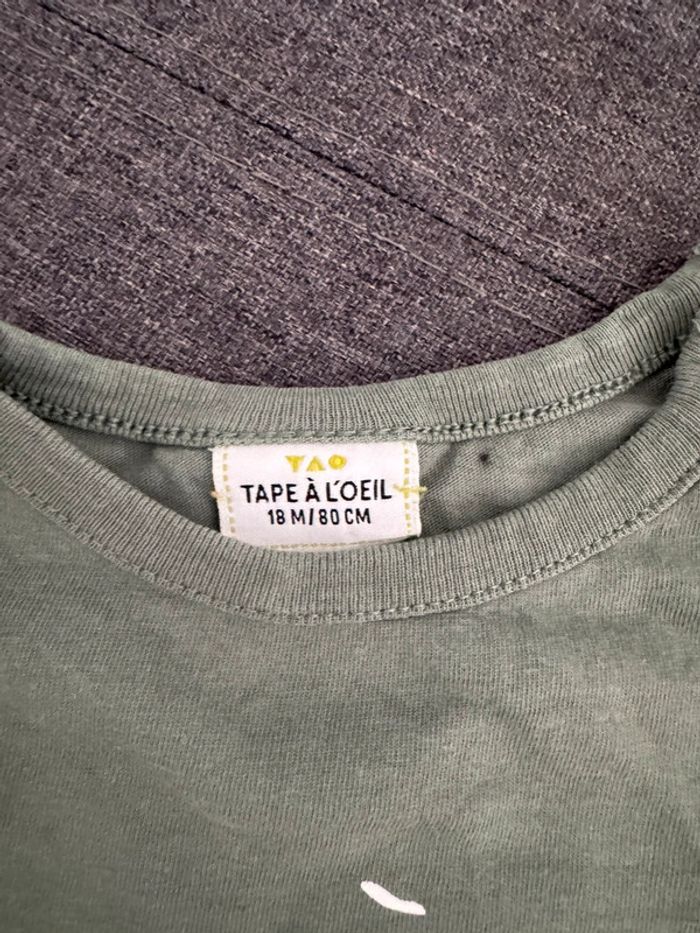 TAO
TAPE À L'OEIL
18 M/80 CM